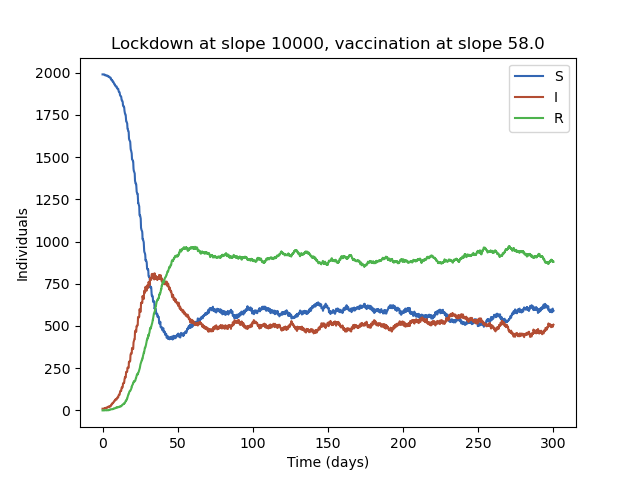 Lockdown at slope 10000, vaccination at slope 58.0
S
I
R
2000
1750
1500
1250
1000
750
500
250
0
Individuals
0 50 100 150 200 250 300
Time (days)